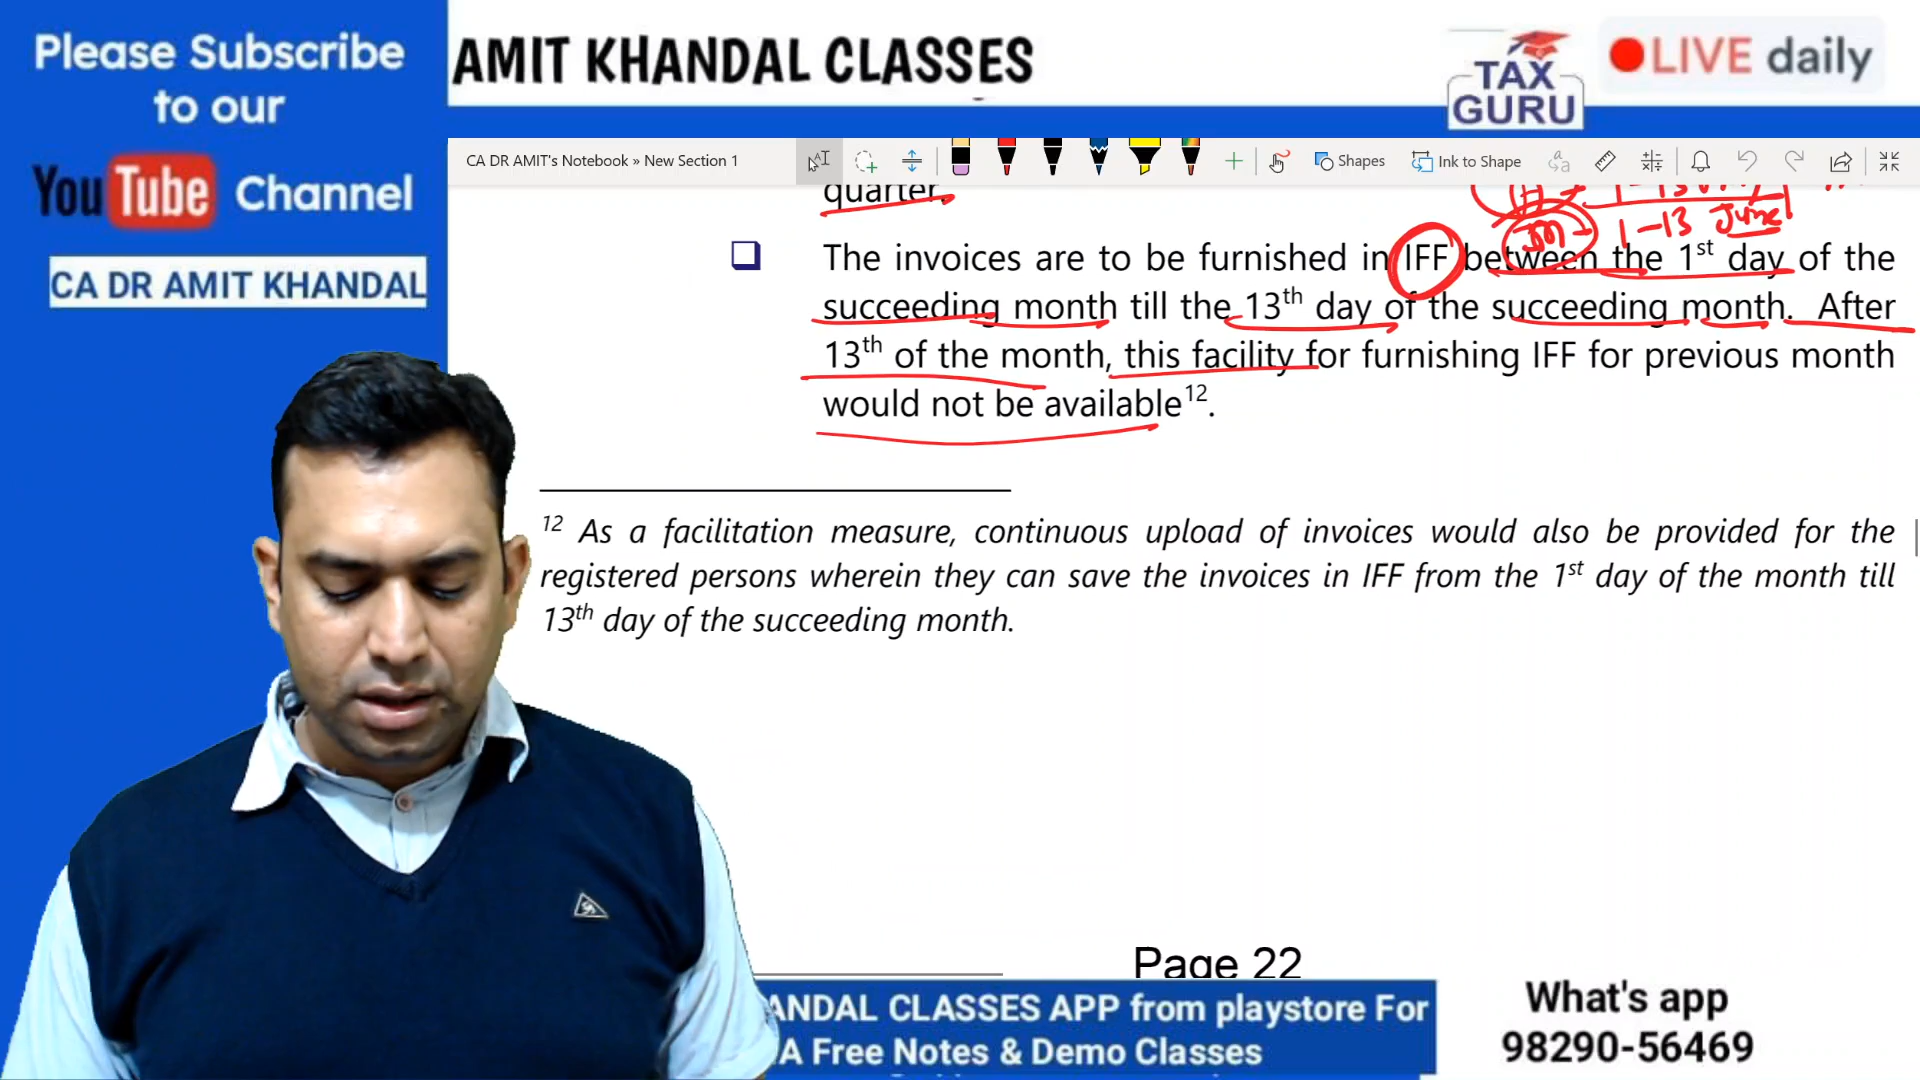 Please Subscribe
to our
YouTube Channel
CA DR AMIT KHANDAL
AMIT KHANDAL CLASSES
TAX
GURU
LIVE daily
CA DR AMIT's Notebook » New Section 1
Shapes
Ink to Shape
quarter.
1-13 June
The invoices are to be furnished in IFF between the 1st day of the
succeeding month till the 13th day of the succeeding month. After
13th of the month, this facility for furnishing IFF for previous month
would not be available12.
12 As a facilitation measure, continuous upload of invoices would also be provided for the
registered persons wherein they can save the invoices in IFF from the 1st day of the month till
13th day of the succeeding month.
Page 22
ANDAL CLASSES APP from playstore For
A Free Notes & Demo Classes
What's app
98290-56469